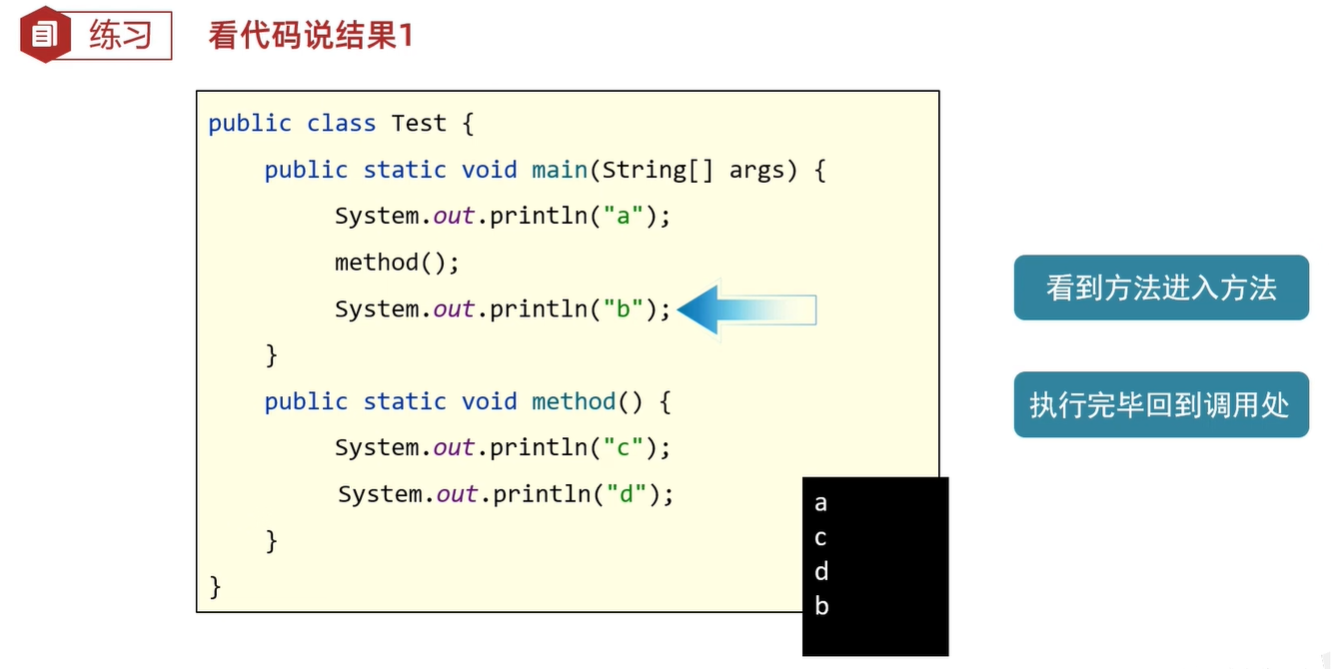 练习
看代码说结果1
public class Test {
public static void main(String[] args) {
System.out.println("a");
method();
System.out.println("b");
}
public static void method() {
System.out.println("c");
System.out.println("d");
}
}
a
c
d
b
看到方法进入方法
执行完毕回到调用处